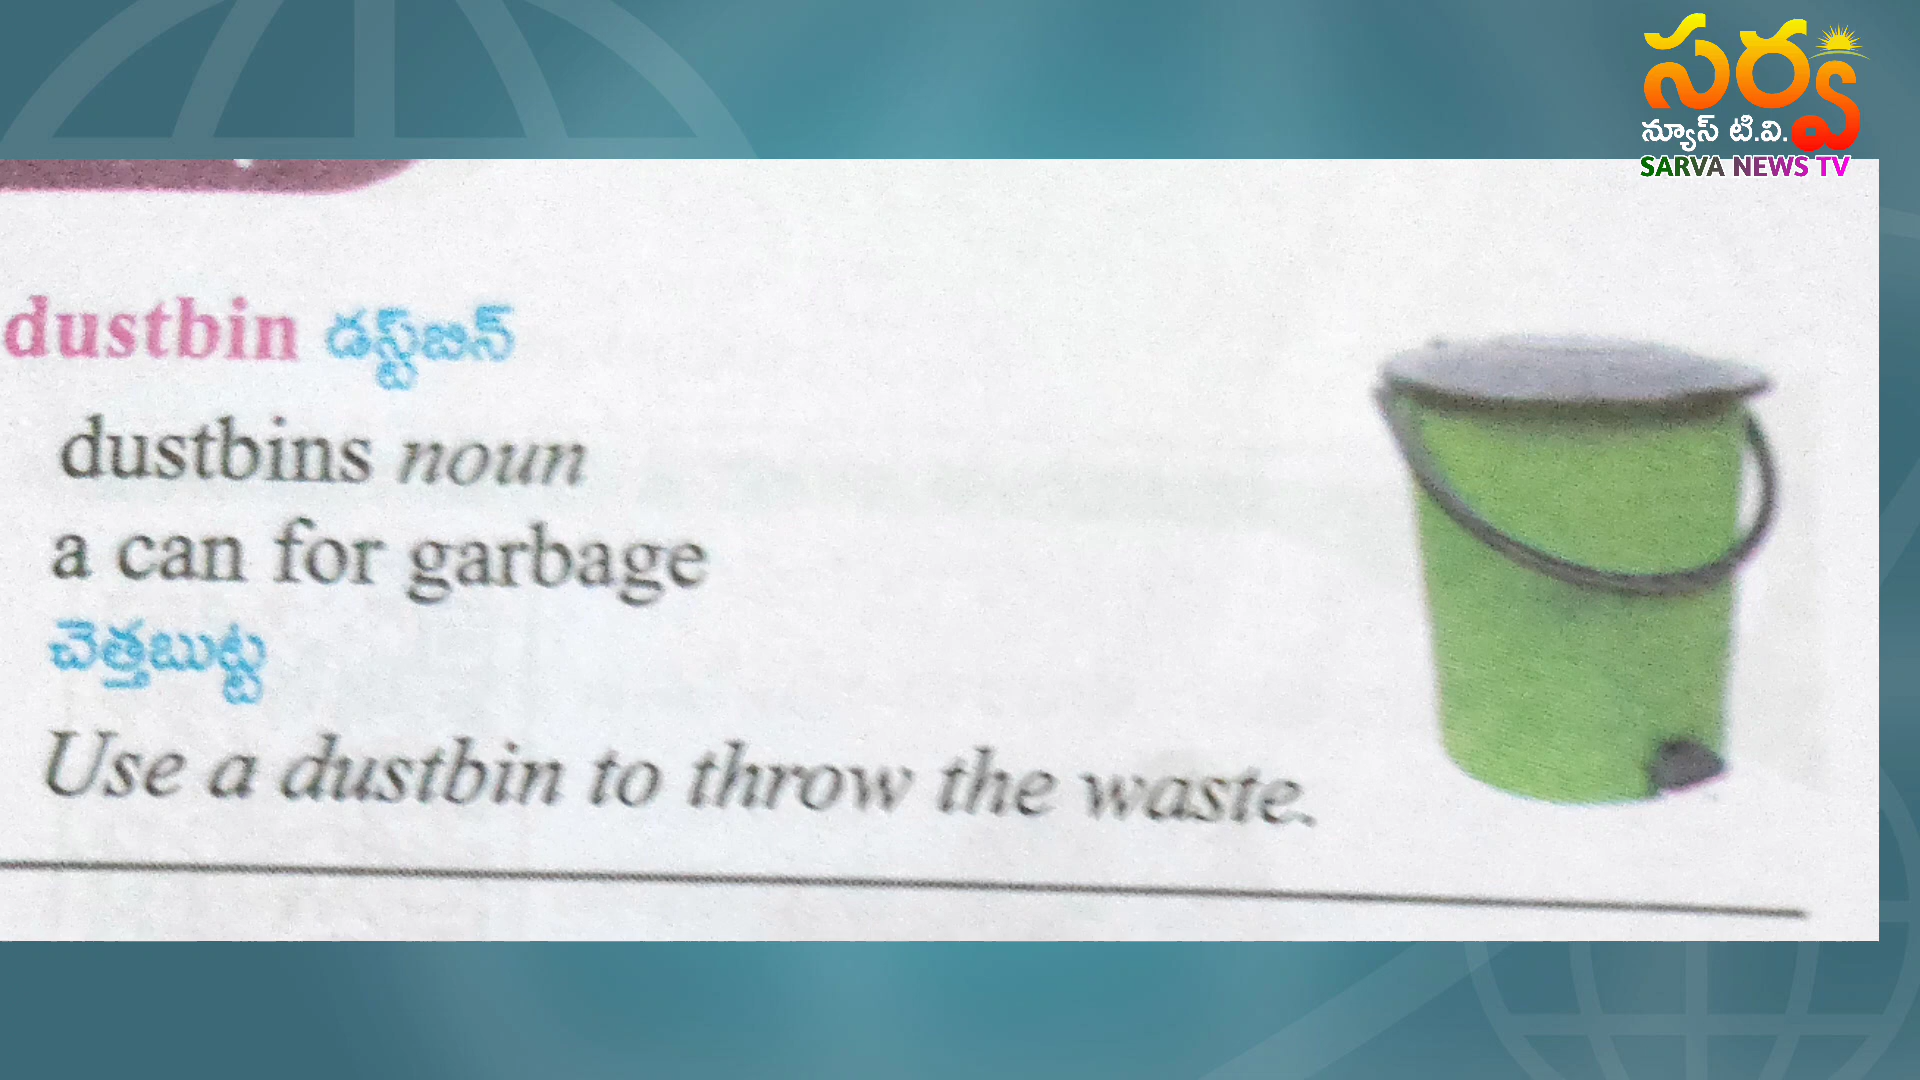 సర్వ
న్యూస్ టి.వి.
SARVA NEWS TV
dustbin డస్ట్‌బిన్
dustbins noun
a can for garbage
చెత్తబుట్ట
Use a dustbin to throw the waste.